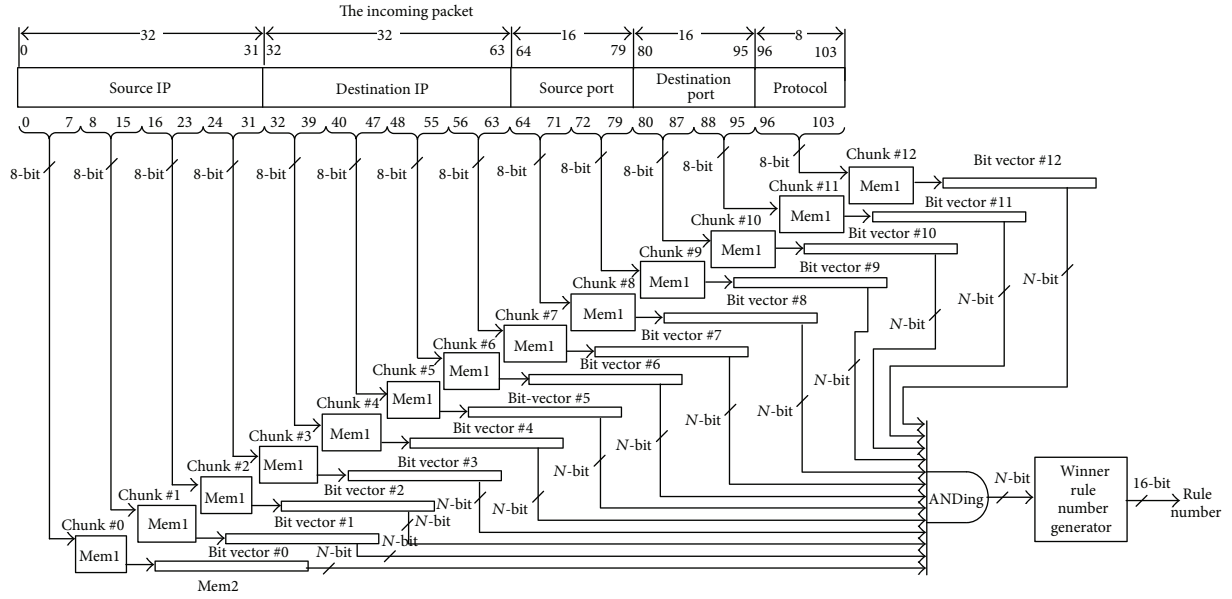 The incoming packet
32 32 16 16 8
0 31 32 63 64 79 80 95 96 103
Source IP Destination IP Source port Destination port Protocol
0 7 8 15 16 23 24 31 32 39 40 47 48 55 56 63 64 71 72 79 80 87 88 95 96 103
8-bit 8-bit 8-bit 8-bit 8-bit 8-bit 8-bit 8-bit 8-bit 8-bit 8-bit 8-bit 8-bit
Chunk #12
Mem1
Bit vector #12
Chunk #11
Mem1
Bit vector #11
Chunk #10
Mem1
Bit vector #10
Chunk #9
Mem1
Bit vector #9
Chunk #8
Mem1
Bit vector #8
Chunk #7
Mem1
Bit vector #7
Chunk #6
Mem1
Bit vector #6
Chunk #5
Mem1
Bit-vector #5
Chunk #4
Mem1
Bit vector #4
Chunk #3
Mem1
Bit vector #3
Chunk #2
Mem1
Bit vector #2
Chunk #1
Mem1
Bit vector #1
Chunk #0
Mem1
Bit vector #0
Mem2
N-bit N-bit N-bit N-bit N-bit N-bit N-bit N-bit N-bit N-bit N-bit N-bit N-bit
ANDing
N-bit
Winner
rule
number
generator
16-bit
Rule
number